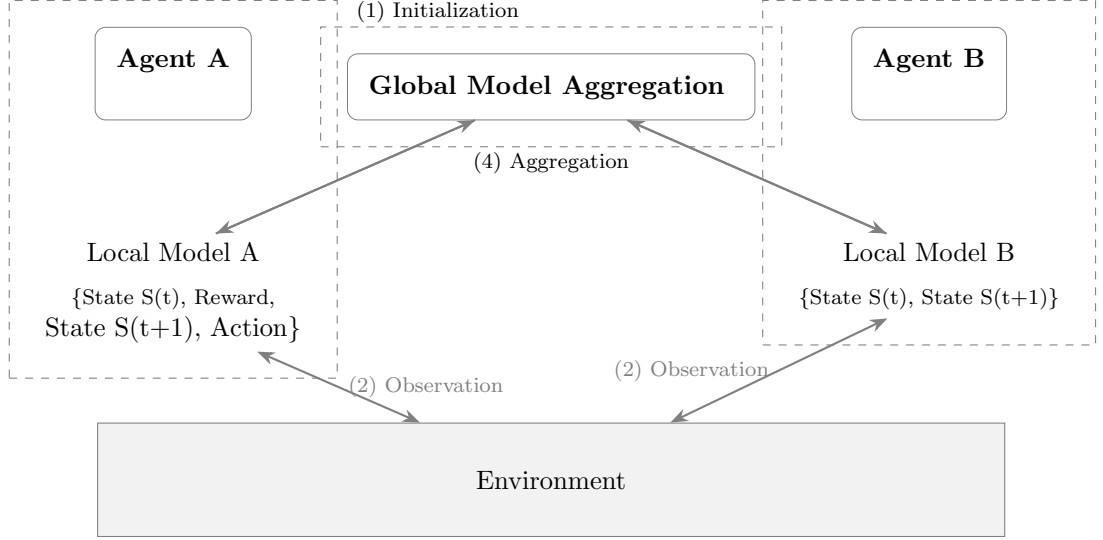 (1) Initialization
Agent A
Global Model Aggregation
Agent B
(4) Aggregation
Local Model A
{State S(t), Reward,
State S(t+1), Action}
Local Model B
{State S(t), State S(t+1)}
(2) Observation
(2) Observation
Environment